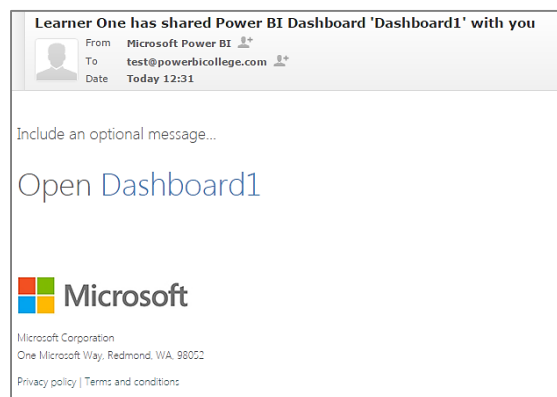 Learner One has shared Power BI Dashboard 'Dashboard1' with you
From Microsoft Power BI
To test@powerbicollege.com
Date Today 12:31
Include an optional message...
Open Dashboard1
Microsoft
Microsoft Corporation
One Microsoft Way, Redmond, WA, 98052
Privacy policy | Terms and conditions